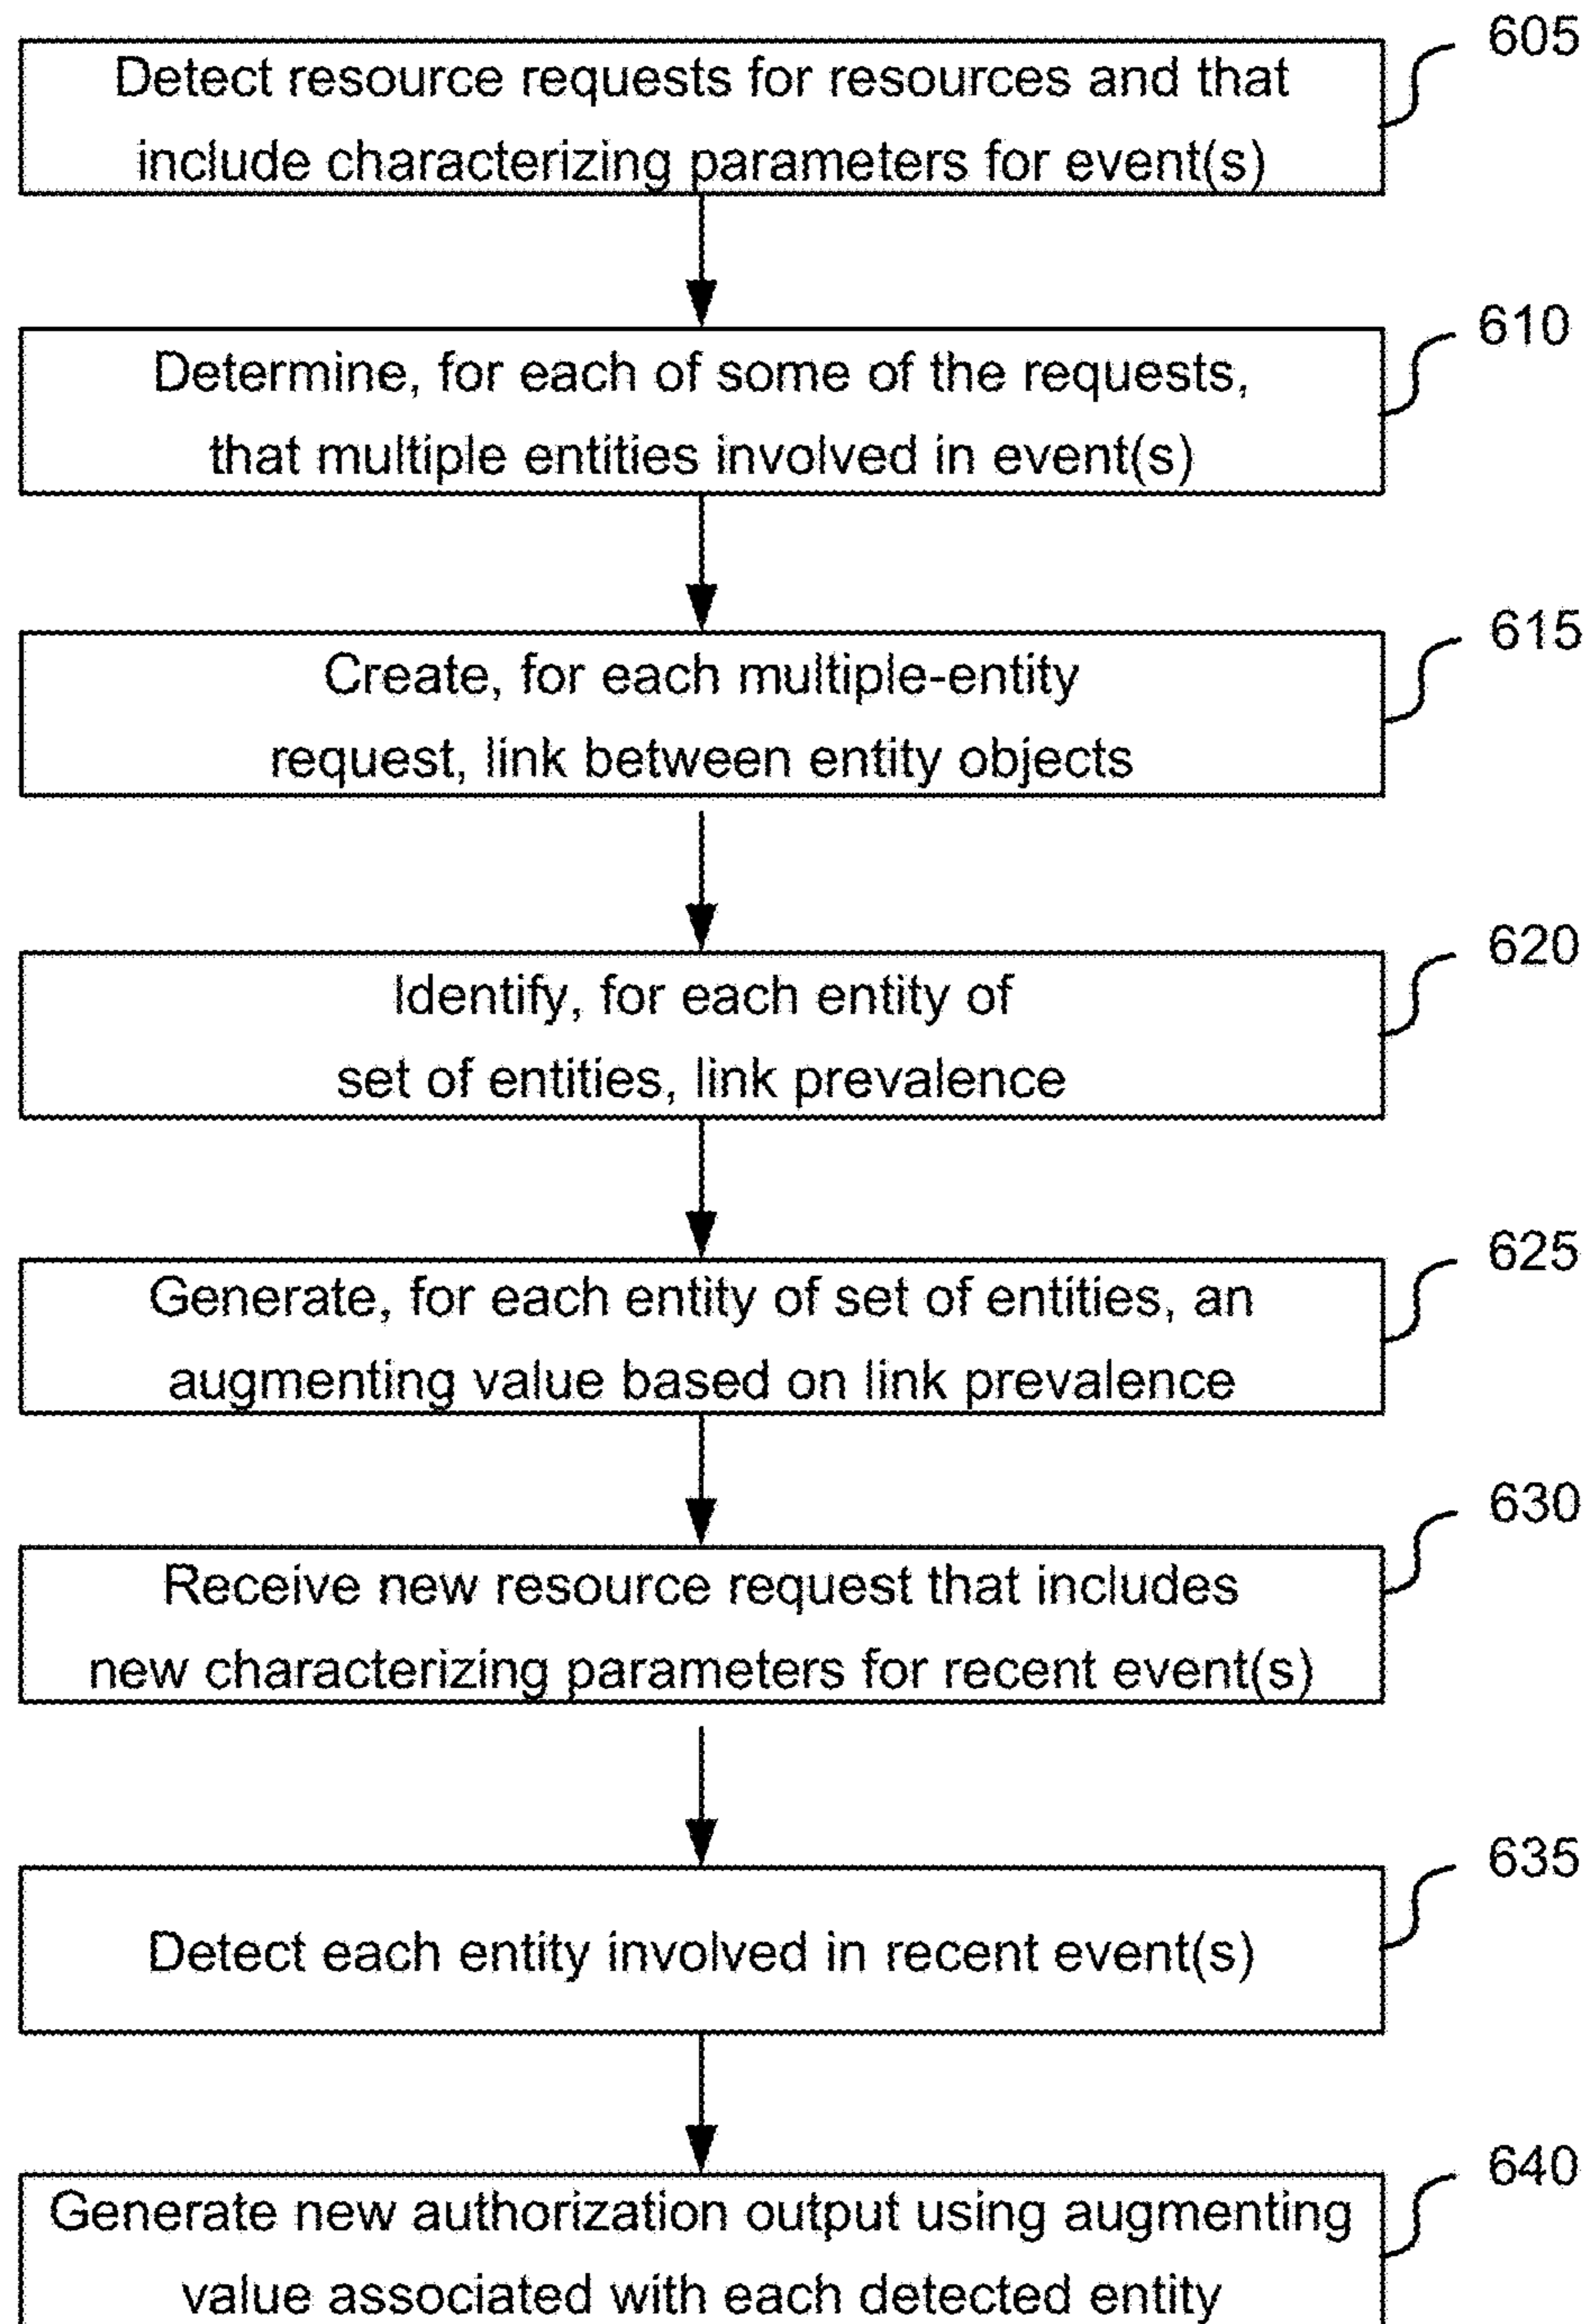 605
Detect resource requests for resources and that
include characterizing parameters for event(s)
610
Determine, for each of some of the requests,
that multiple entities involved in event(s)
615
Create, for each multiple-entity
request, link between entity objects
620
Identify, for each entity of
set of entities, link prevalence
625
Generate, for each entity of set of entities, an
augmenting value based on link prevalence
630
Receive new resource request that includes
new characterizing parameters for recent event(s)
635
Detect each entity involved in recent event(s)
640
Generate new authorization output using augmenting
value associated with each detected entity